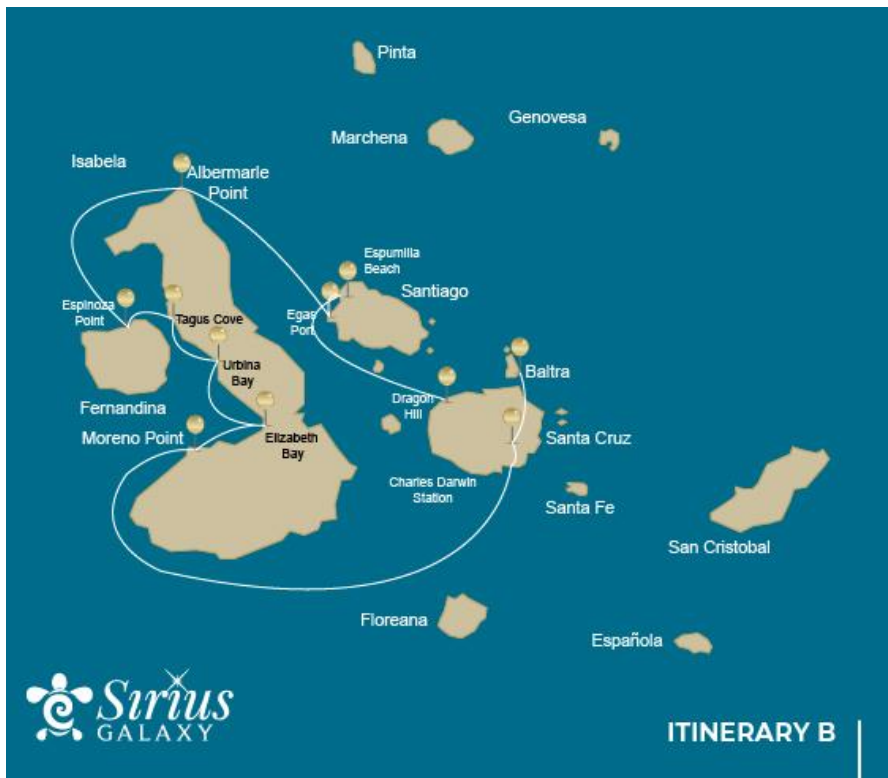 Pinta
Genovesa
Marchena
Isabela
Albermarle
Point
Espumilla
Beach
Santiago
Espinoza
Point
Egas
Port
Tagus Cove
Urbina
Bay
Baltra
Dragon
Hill
Fernandina
Moreno Point
Elizabeth
Bay
Santa Cruz
Charles Darwin
Station
Santa Fe
San Cristobal
Floreana
Española
Sirius
GALAXY
ITINERARY B